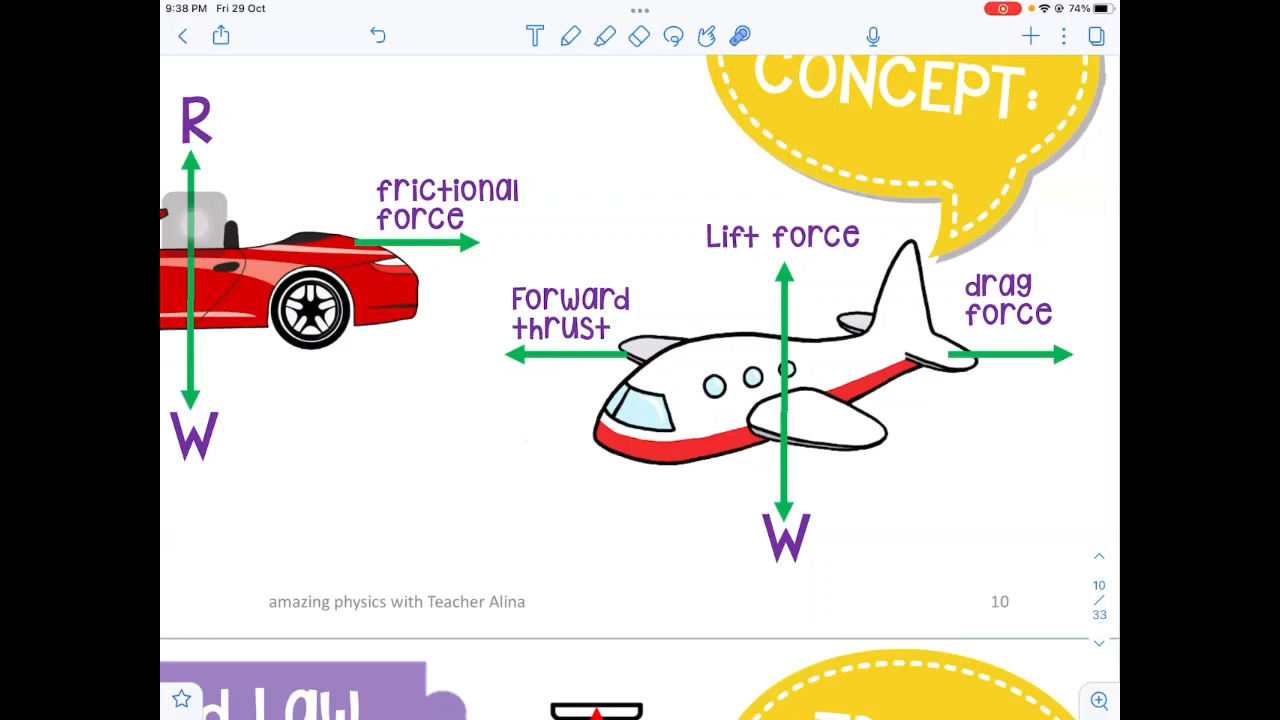 9:38 PM Fri 29 Oct
74%
T
CONCEPT:
R
frictional
force
Lift force
Forward
thrust
drag
force
W
W
amazing physics with Teacher Alina
10
10
/
33
d Law